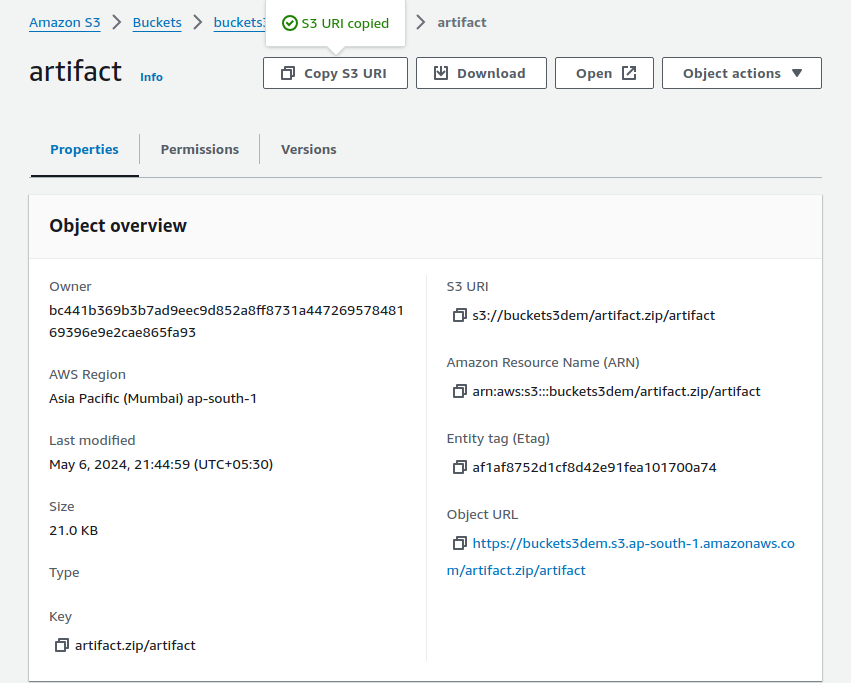 Amazon S3 > Buckets > buckets3 > artifact
S3 URI copied
artifact Info
Copy S3 URI Download Open Object actions
Properties Permissions Versions
Object overview
Owner
bc441b369b3b7ad9eec9d852a8ff8731a447269578481
69396e9e2cae865fa93
AWS Region
Asia Pacific (Mumbai) ap-south-1
Last modified
May 6, 2024, 21:44:59 (UTC+05:30)
Size
21.0 KB
Type
Key
artifact.zip/artifact
S3 URI
s3://buckets3dem/artifact.zip/artifact
Amazon Resource Name (ARN)
arn:aws:s3:::buckets3dem/artifact.zip/artifact
Entity tag (Etag)
af1af8752d1cf8d42e91fea101700a74
Object URL
https://buckets3dem.s3.ap-south-1.amazonaws.co
m/artifact.zip/artifact